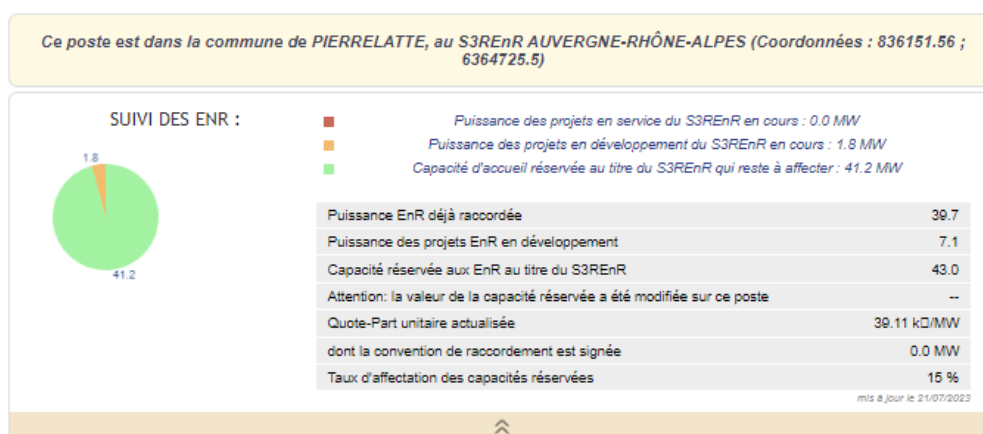 Ce poste est dans la commune de PIERRELATTE, au S3REnR AUVERGNE-RHÔNE-ALPES (Coordonnées : 836151.56 ;
6364725.5)
SUIVI DES ENR :
1.8
41.2
Puissance des projets en service du S3REnR en cours : 0.0 MW
Puissance des projets en développement du S3REnR en cours : 1.8 MW
Capacité d'accueil réservée au titre du S3REnR qui reste à affecter : 41.2 MW
Puissance EnR déjà raccordée 39.7
Puissance des projets EnR en développement 7.1
Capacité réservée aux EnR au titre du S3REnR 43.0
Attention: la valeur de la capacité réservée a été modifiée sur ce poste --
Quote-Part unitaire actualisée 39.11 k□/MW
dont la convention de raccordement est signée 0.0 MW
Taux d'affectation des capacités réservées 15 %
mis à jour le 21/07/2023